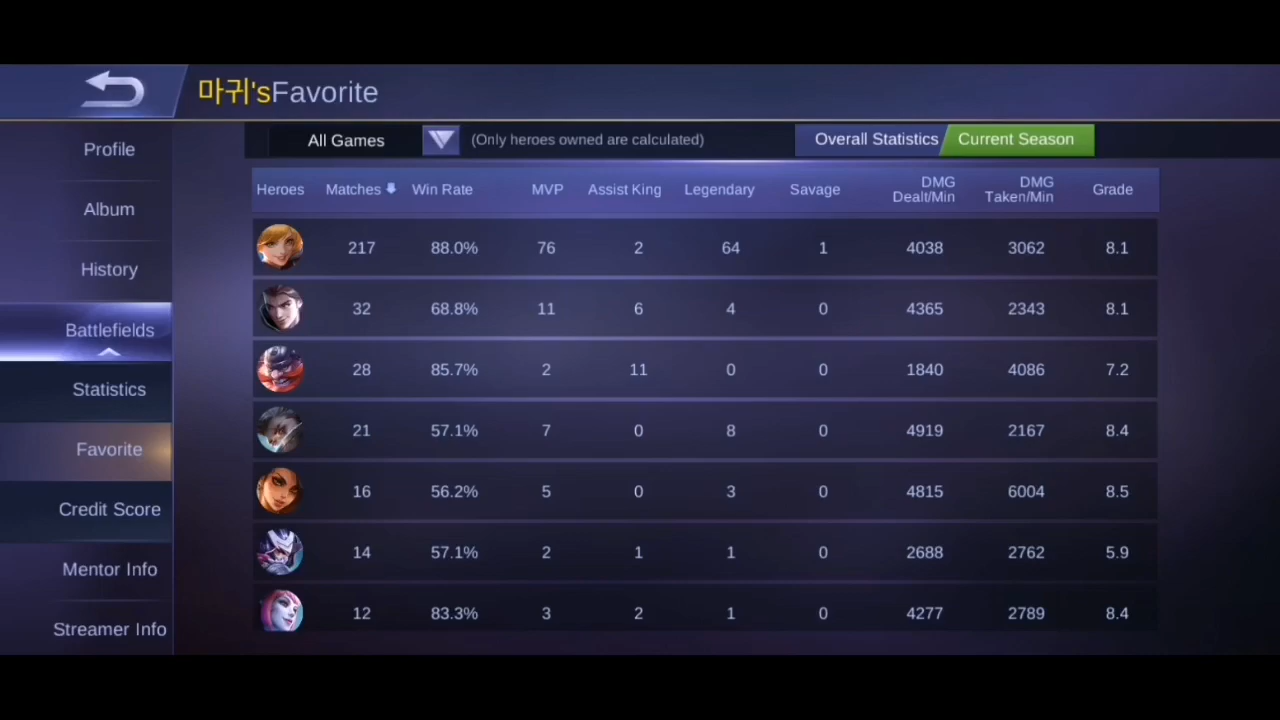 마귀'sFavorite
Profile
Album
History
Battlefields
Statistics
Favorite
Credit Score
Mentor Info
Streamer Info
All Games (Only heroes owned are calculated) Overall Statistics Current Season
Heroes Matches Win Rate MVP Assist King Legendary Savage DMG Dealt/Min DMG Taken/Min Grade
217 88.0% 76 2 64 1 4038 3062 8.1
32 68.8% 11 6 4 0 4365 2343 8.1
28 85.7% 2 11 0 0 1840 4086 7.2
21 57.1% 7 0 8 0 4919 2167 8.4
16 56.2% 5 0 3 0 4815 6004 8.5
14 57.1% 2 1 1 0 2688 2762 5.9
12 83.3% 3 2 1 0 4277 2789 8.4